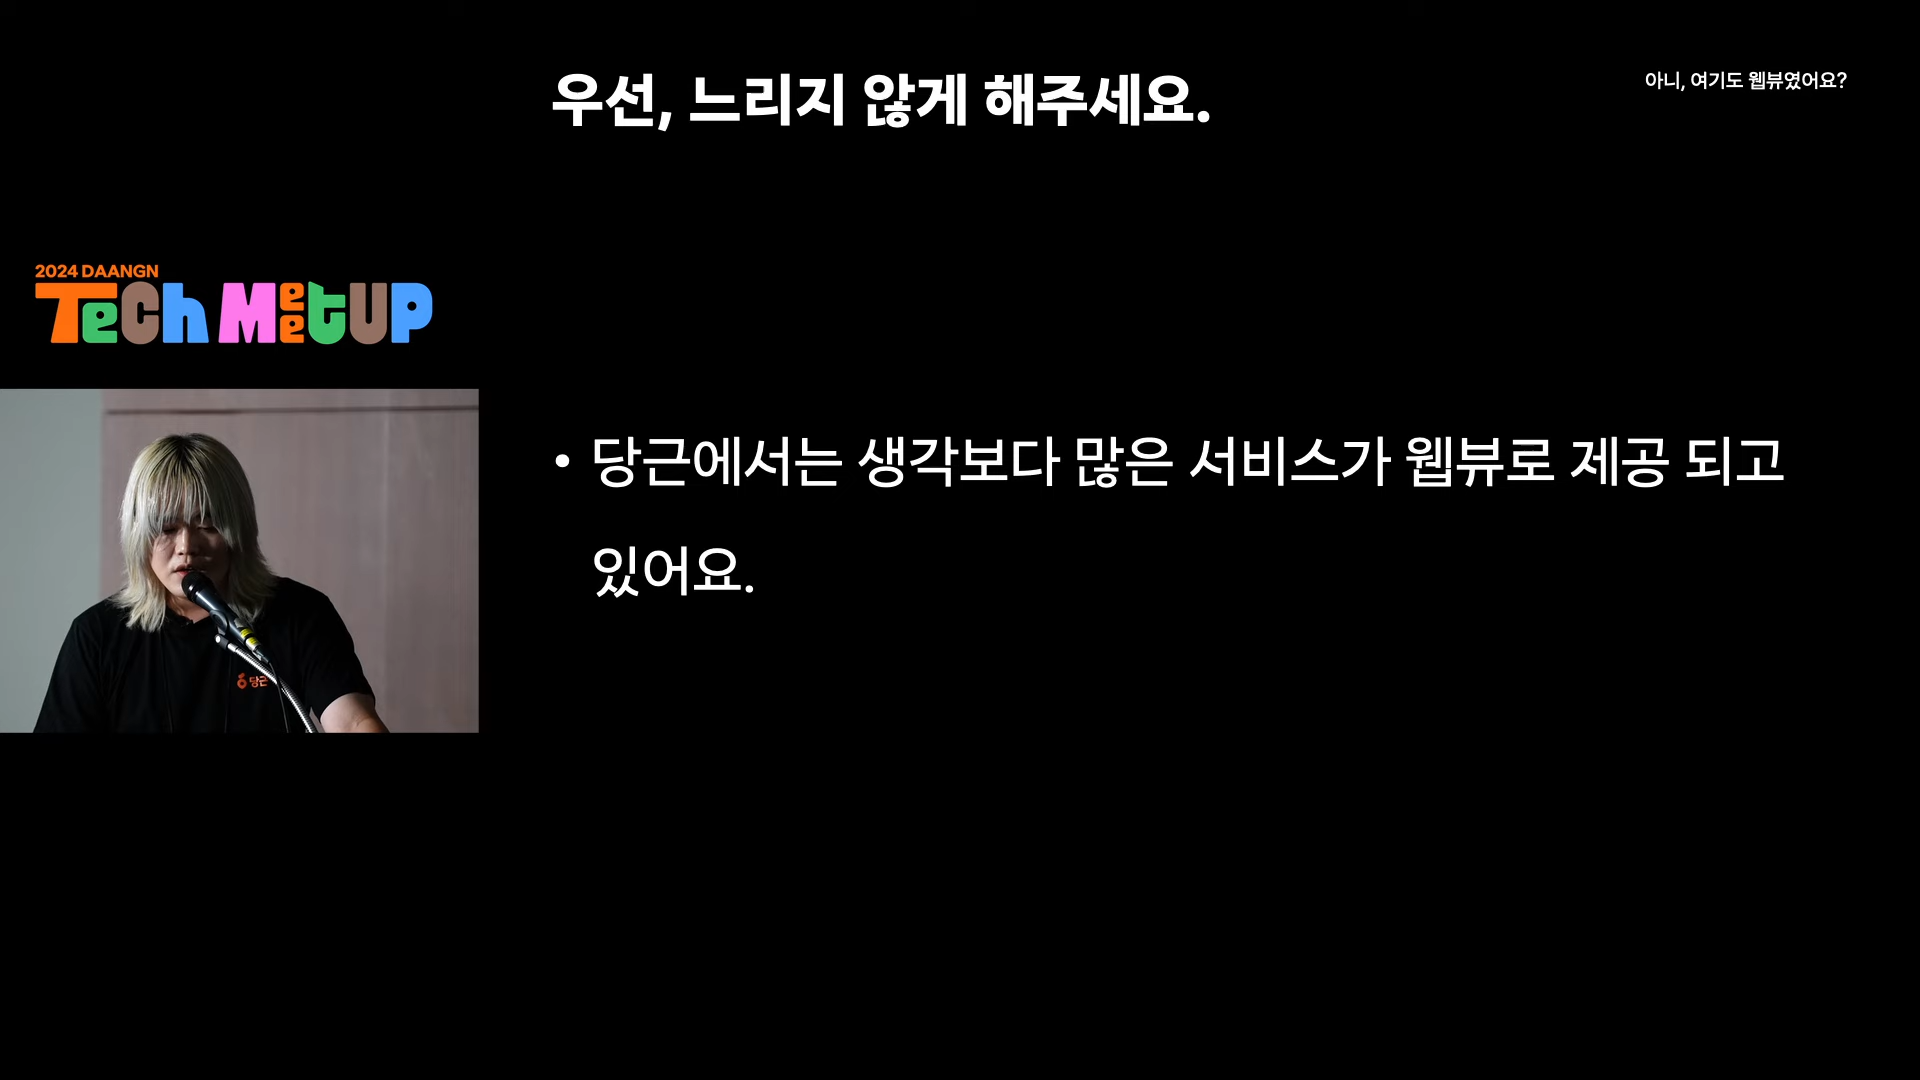 우선, 느리지 않게 해주세요.
아니, 여기도 웹뷰였어요?
2024 DAANGN
Tech MeetUP
• 당근에서는 생각보다 많은 서비스가 웹뷰로 제공 되고
있어요.
당근